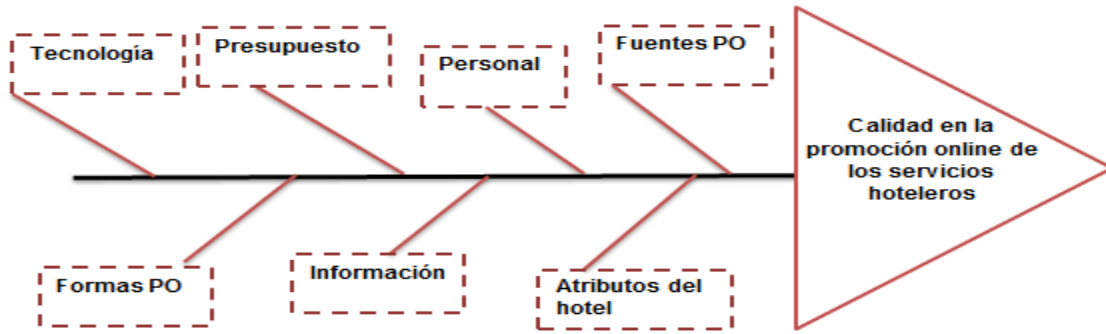 Tecnología
Presupuesto
Personal
Fuentes PO
Calidad en la
promoción online de
los servicios
hoteleros
Formas PO
Información
Atributos del
hotel